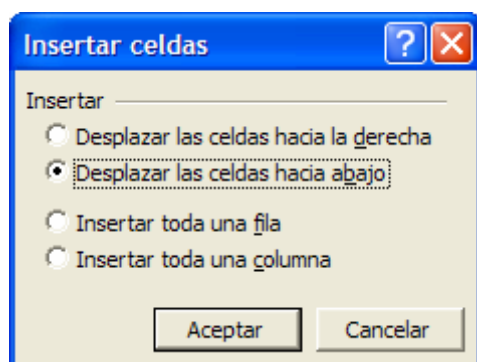 Insertar celdas
Insertar
Desplazar las celdas hacia la derecha
Desplazar las celdas hacia abajo
Insertar toda una fila
Insertar toda una columna
Aceptar Cancelar